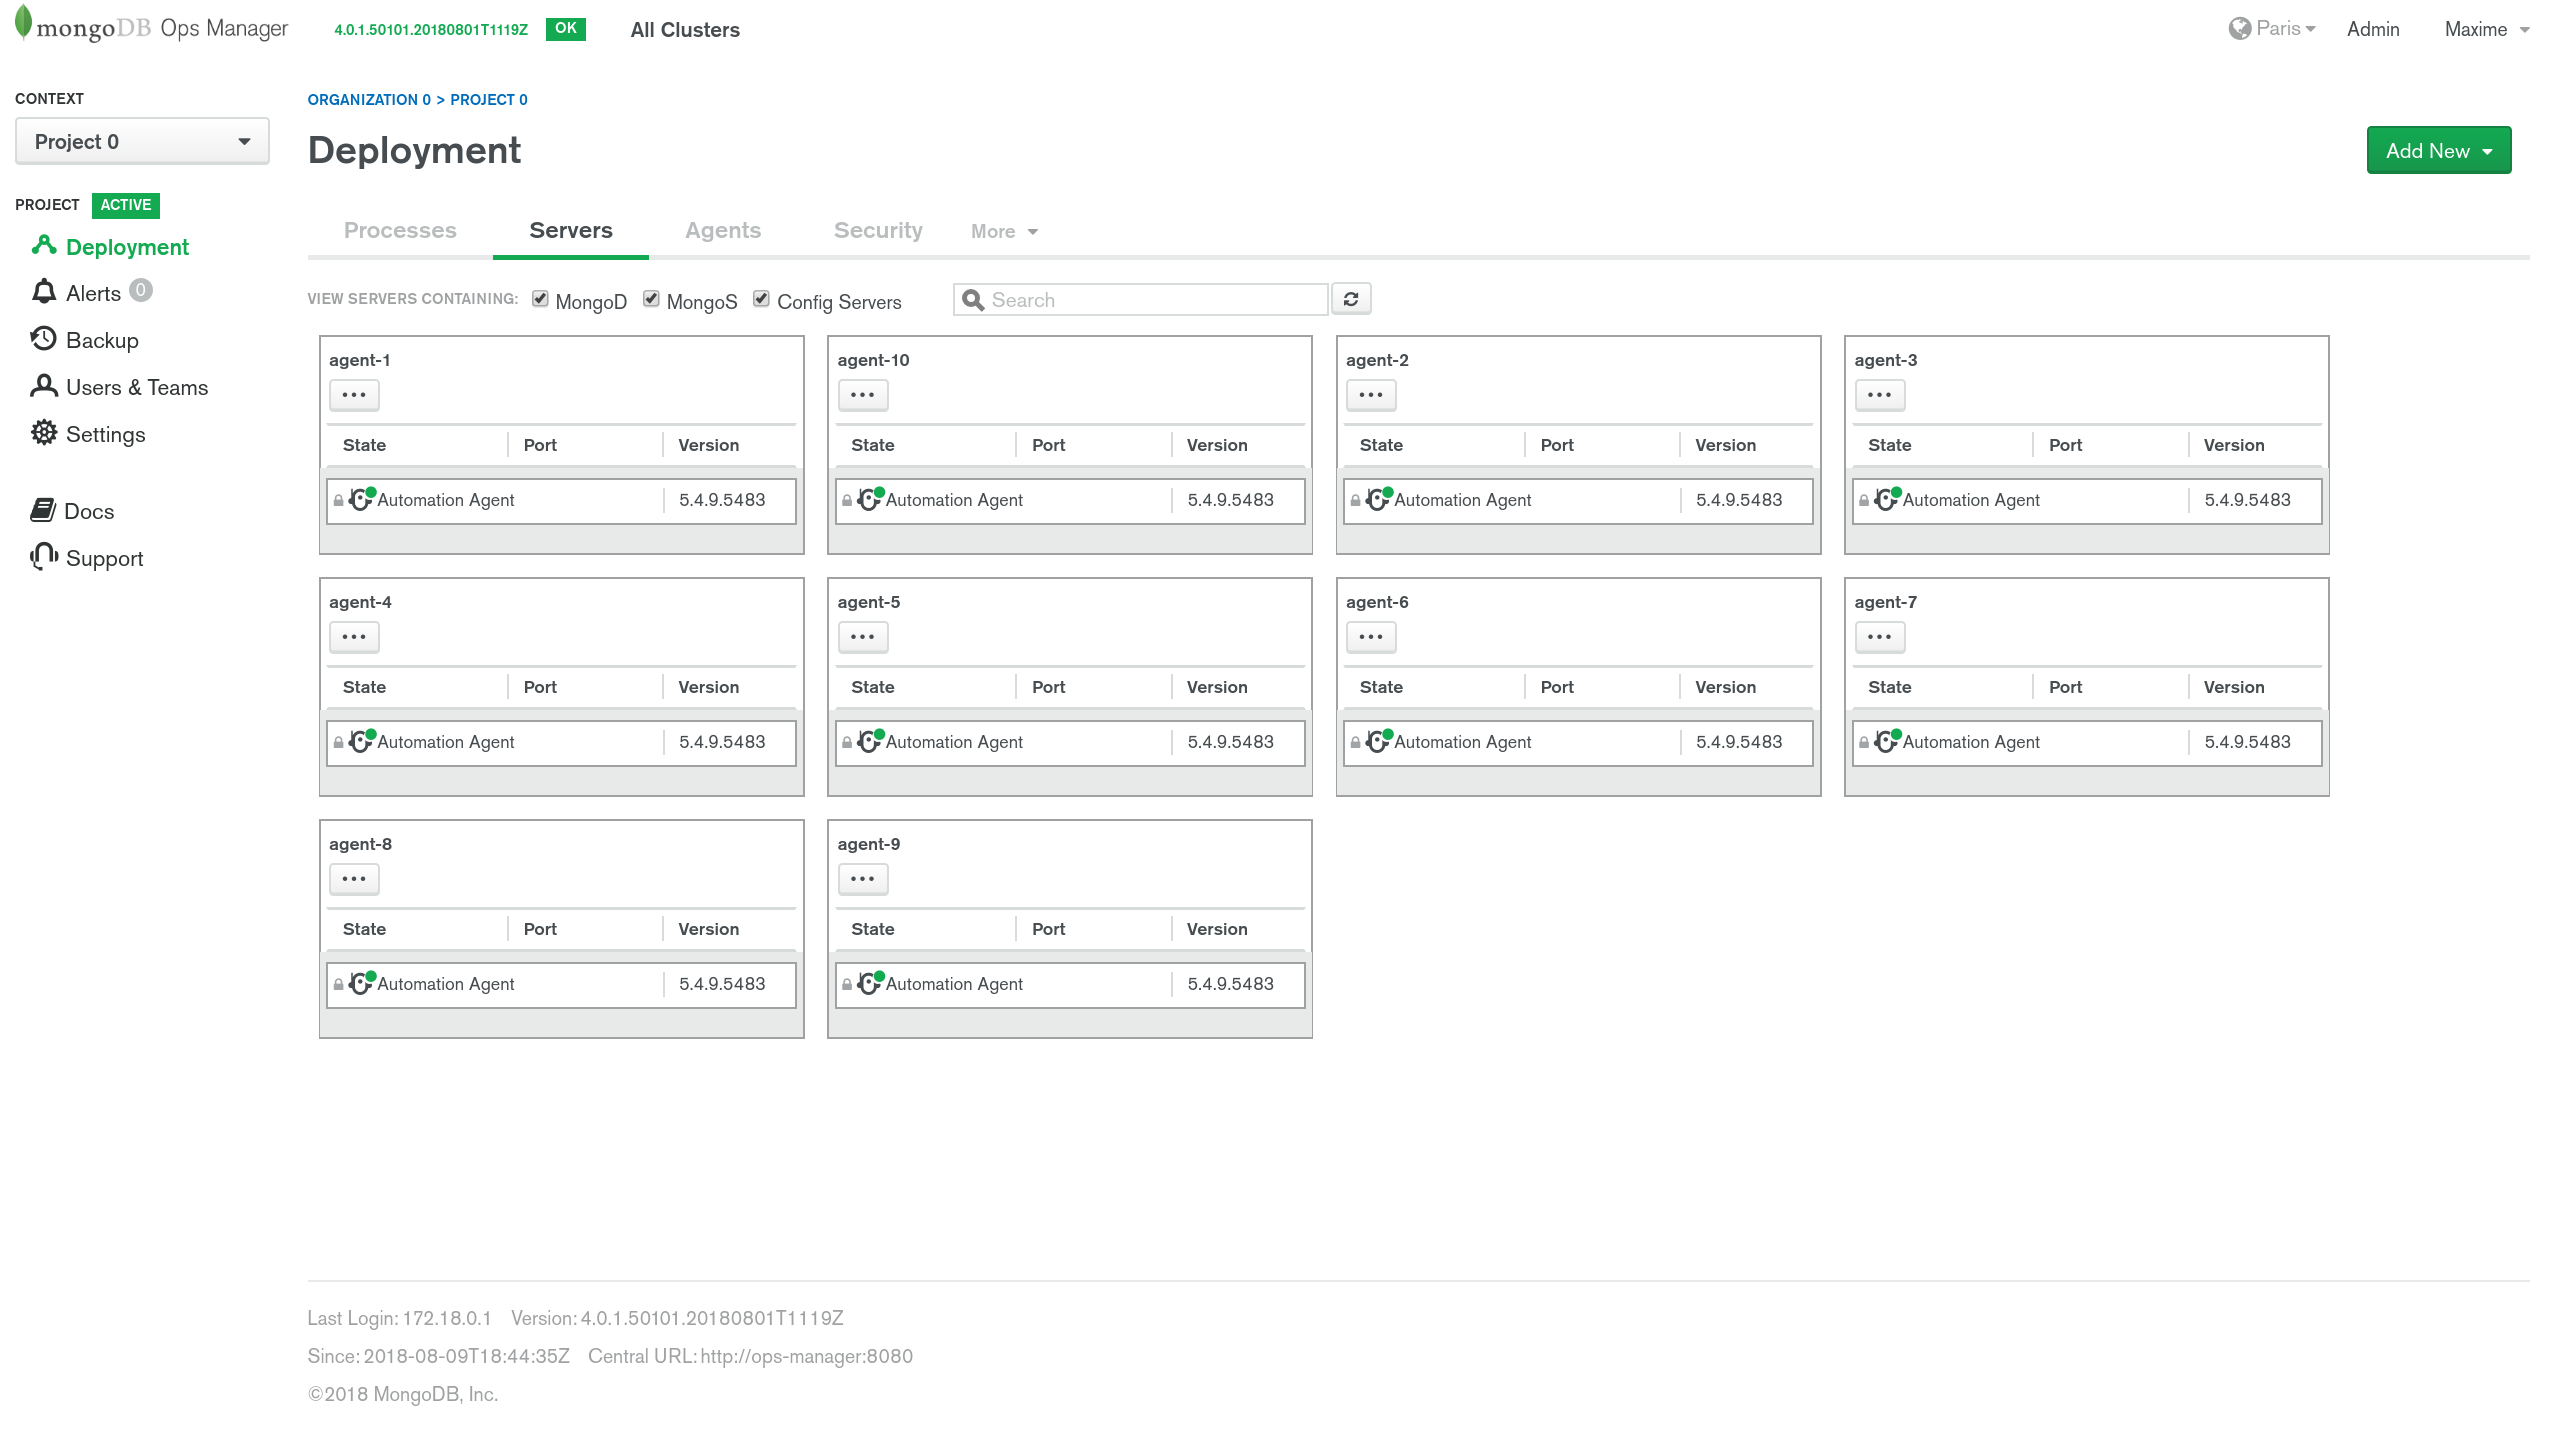 mongoDB Ops Manager 4.0.1.50101.20180801T1119Z OK All Clusters Paris Admin Maxime
CONTEXT
Project 0
PROJECT ACTIVE
Deployment
Alerts 0
Backup
Users & Teams
Settings
Docs
Support
ORGANIZATION 0 > PROJECT 0
Deployment
Add New
Processes Servers Agents Security More
VIEW SERVERS CONTAINING: MongoD MongoS Config Servers Search
agent-1 agent-10 agent-2 agent-3
State Port Version State Port Version State Port Version State Port Version
Automation Agent 5.4.9.5483 Automation Agent 5.4.9.5483 Automation Agent 5.4.9.5483 Automation Agent 5.4.9.5483
agent-4 agent-5 agent-6 agent-7
State Port Version State Port Version State Port Version State Port Version
Automation Agent 5.4.9.5483 Automation Agent 5.4.9.5483 Automation Agent 5.4.9.5483 Automation Agent 5.4.9.5483
agent-8 agent-9
State Port Version State Port Version
Automation Agent 5.4.9.5483 Automation Agent 5.4.9.5483
Last Login: 172.18.0.1 Version: 4.0.1.50101.20180801T1119Z
Since: 2018-08-09T18:44:35Z Central URL: http://ops-manager:8080
©2018 MongoDB, Inc.